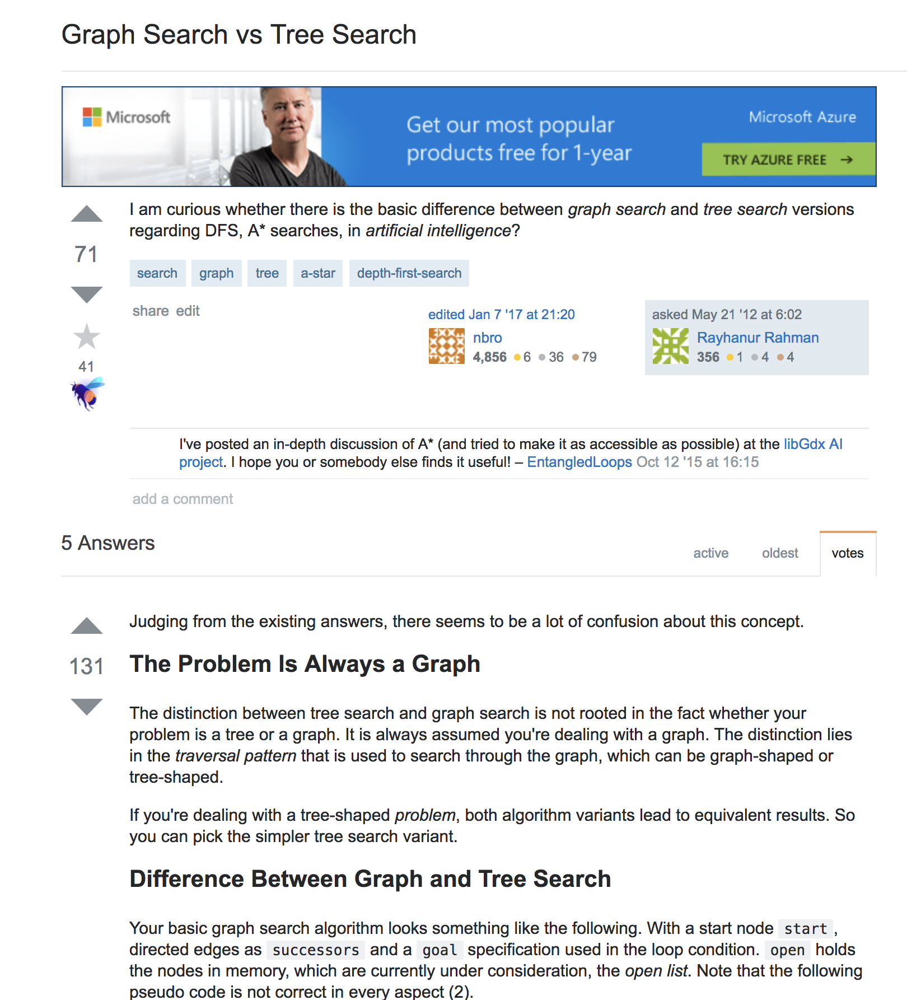 Graph Search vs Tree Search
Microsoft
Get our most popular
products free for 1-year
Microsoft Azure
TRY AZURE FREE →
71
41
I am curious whether there is the basic difference between graph search and tree search versions
regarding DFS, A* searches, in artificial intelligence?
search graph tree a-star depth-first-search
share edit
edited Jan 7 '17 at 21:20
nbro
4,856 6 36 79
asked May 21 '12 at 6:02
Rayhanur Rahman
356 1 4 4
I've posted an in-depth discussion of A* (and tried to make it as accessible as possible) at the libGdx AI
project. I hope you or somebody else finds it useful! – EntangledLoops Oct 12 '15 at 16:15
add a comment
5 Answers
active oldest votes
131
Judging from the existing answers, there seems to be a lot of confusion about this concept.
The Problem Is Always a Graph
The distinction between tree search and graph search is not rooted in the fact whether your
problem is a tree or a graph. It is always assumed you're dealing with a graph. The distinction lies
in the traversal pattern that is used to search through the graph, which can be graph-shaped or
tree-shaped.
If you're dealing with a tree-shaped problem, both algorithm variants lead to equivalent results. So
you can pick the simpler tree search variant.
Difference Between Graph and Tree Search
Your basic graph search algorithm looks something like the following. With a start node start ,
directed edges as successors and a goal specification used in the loop condition. open holds
the nodes in memory, which are currently under consideration, the open list. Note that the following
pseudo code is not correct in every aspect (2).